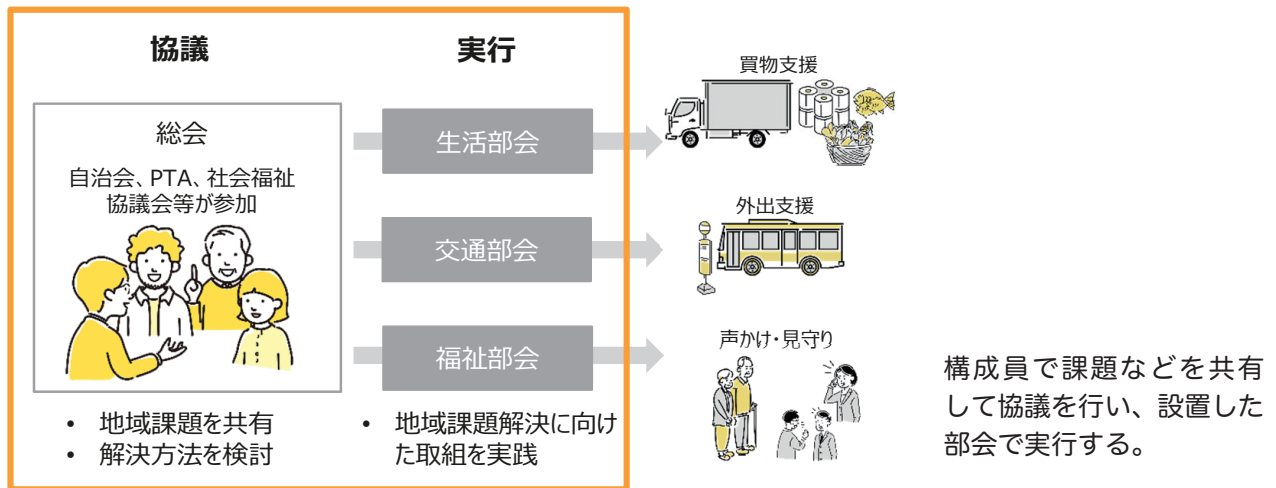 協議
実行
総会
自治会、PTA、社会福祉
協議会等が参加
• 地域課題を共有
• 解決方法を検討
生活部会
交通部会
福祉部会
• 地域課題解決に向け
た取組を実践
買物支援
外出支援
声かけ・見守り
構成員で課題などを共有
して協議を行い、設置した
部会で実行する。